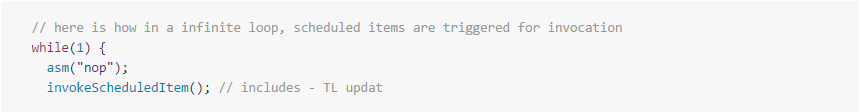 // here is how in a infinite loop, scheduled items are triggered for invocation
while(1) {
asm("nop");
invokeScheduledItem(); // includes - TL updat